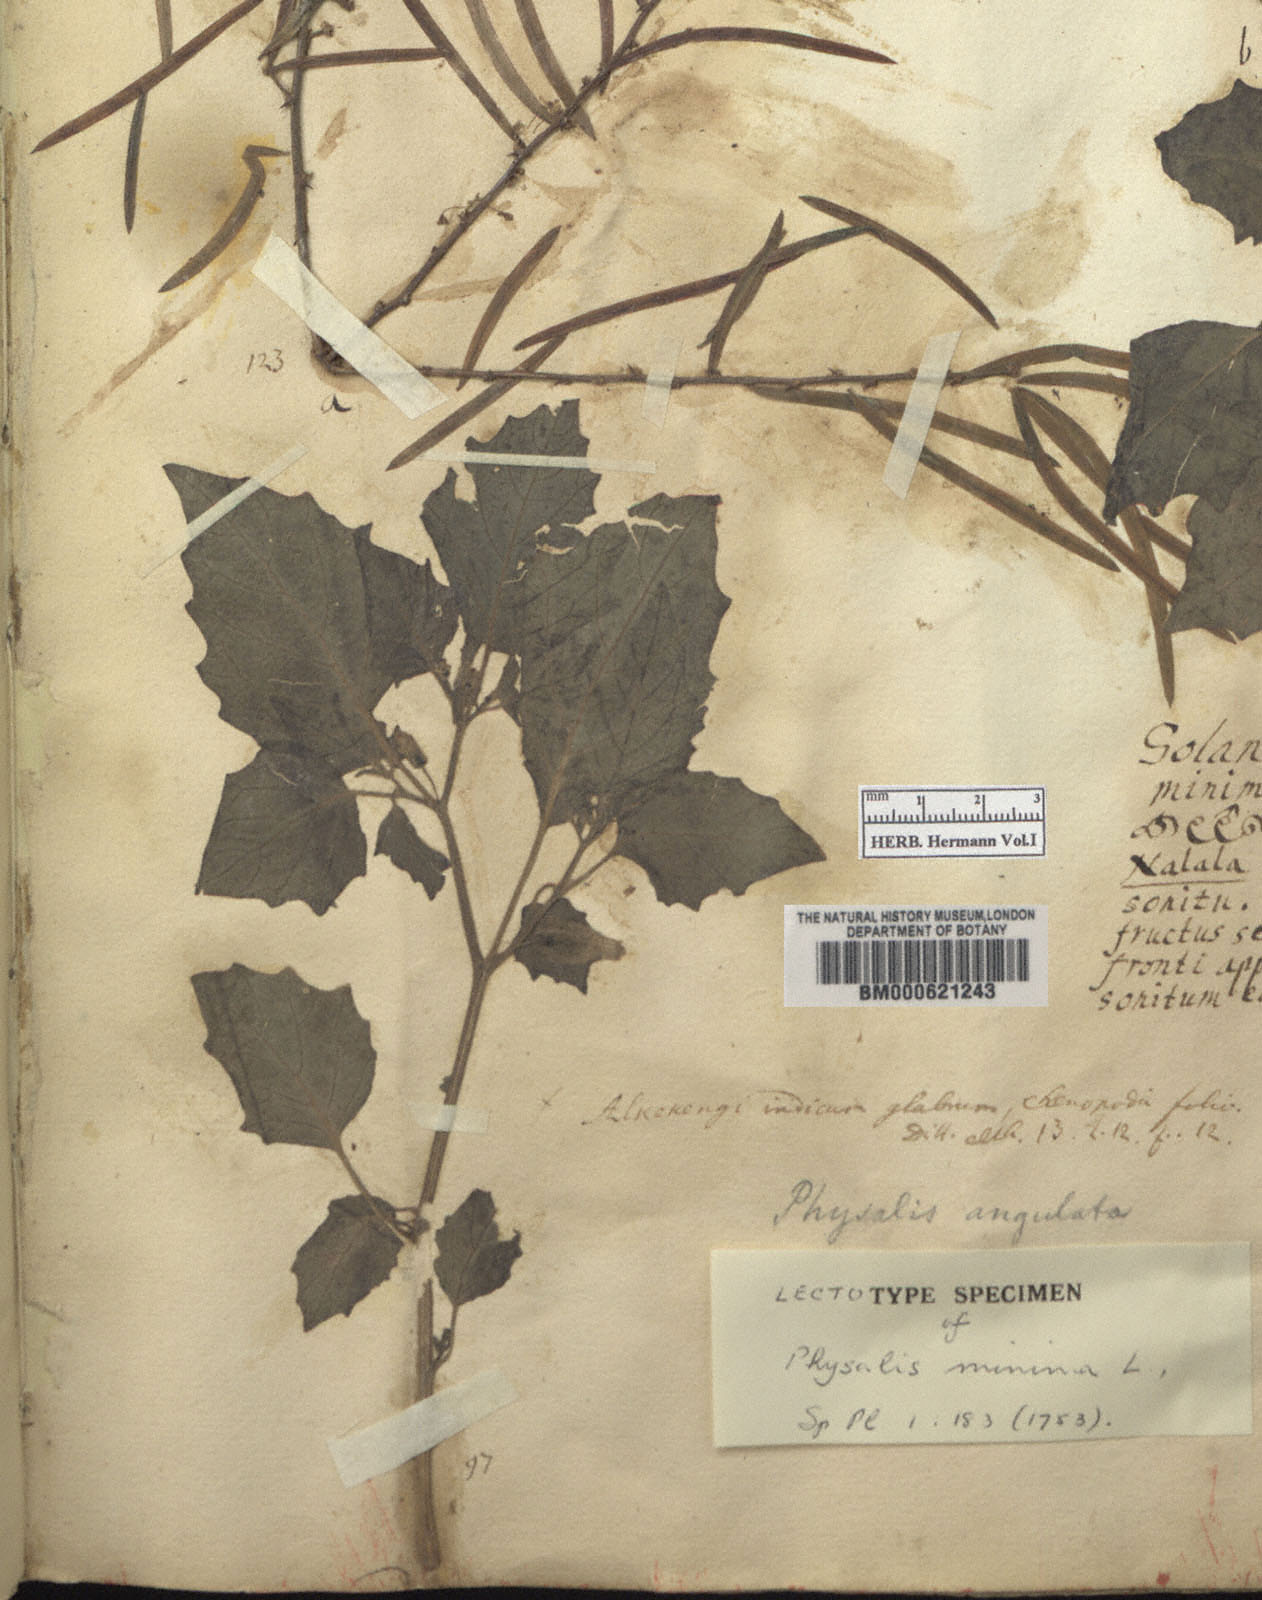 b
123
a
Solan
minim
Nalala
sonitu.
fructus se
fronti app
sonitum e
mm 1 2 3
HERB. Hermann Vol.I
THE NATURAL HISTORY MUSEUM,LONDON
DEPARTMENT OF BOTANY
BM000621243
Alkekengi indicum glabrum, chenopodii folio.
Dill. elth. 13. t. 12. f. 12.
Physalis angulata
LECTOTYPE SPECIMEN
of
Physalis minima L.,
Sp Pl 1 : 183 (1753).
97